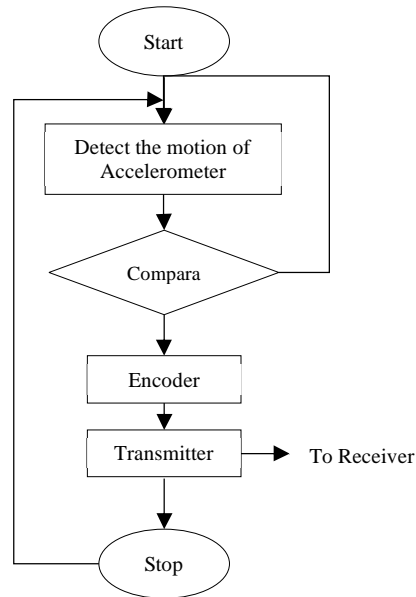 Start
Detect the motion of
Accelerometer
Compara
Encoder
Transmitter
To Receiver
Stop